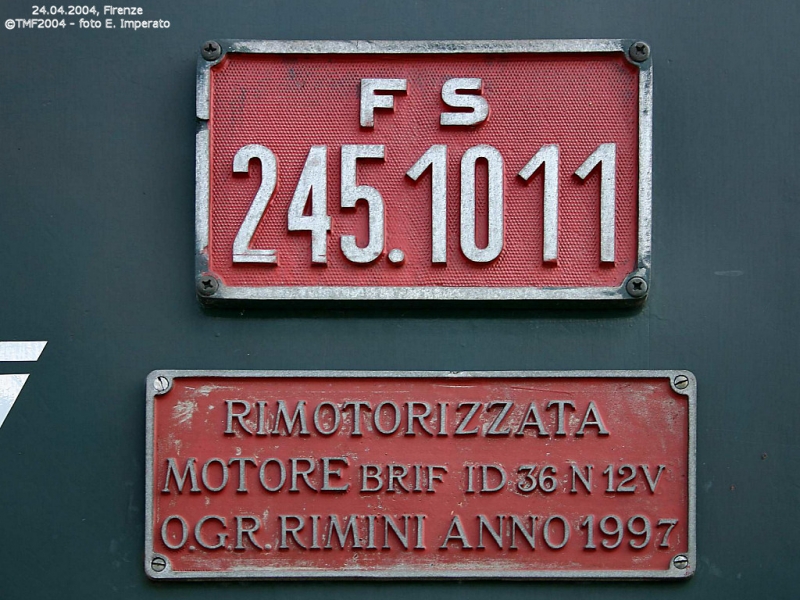 24.04.2004, Firenze
©TMF2004 - foto E. Imperato
FS
245.1011
RIMOTORIZZATA
MOTORE BRIF ID 36 N 12V
O.G.R. RIMINI ANNO 1997